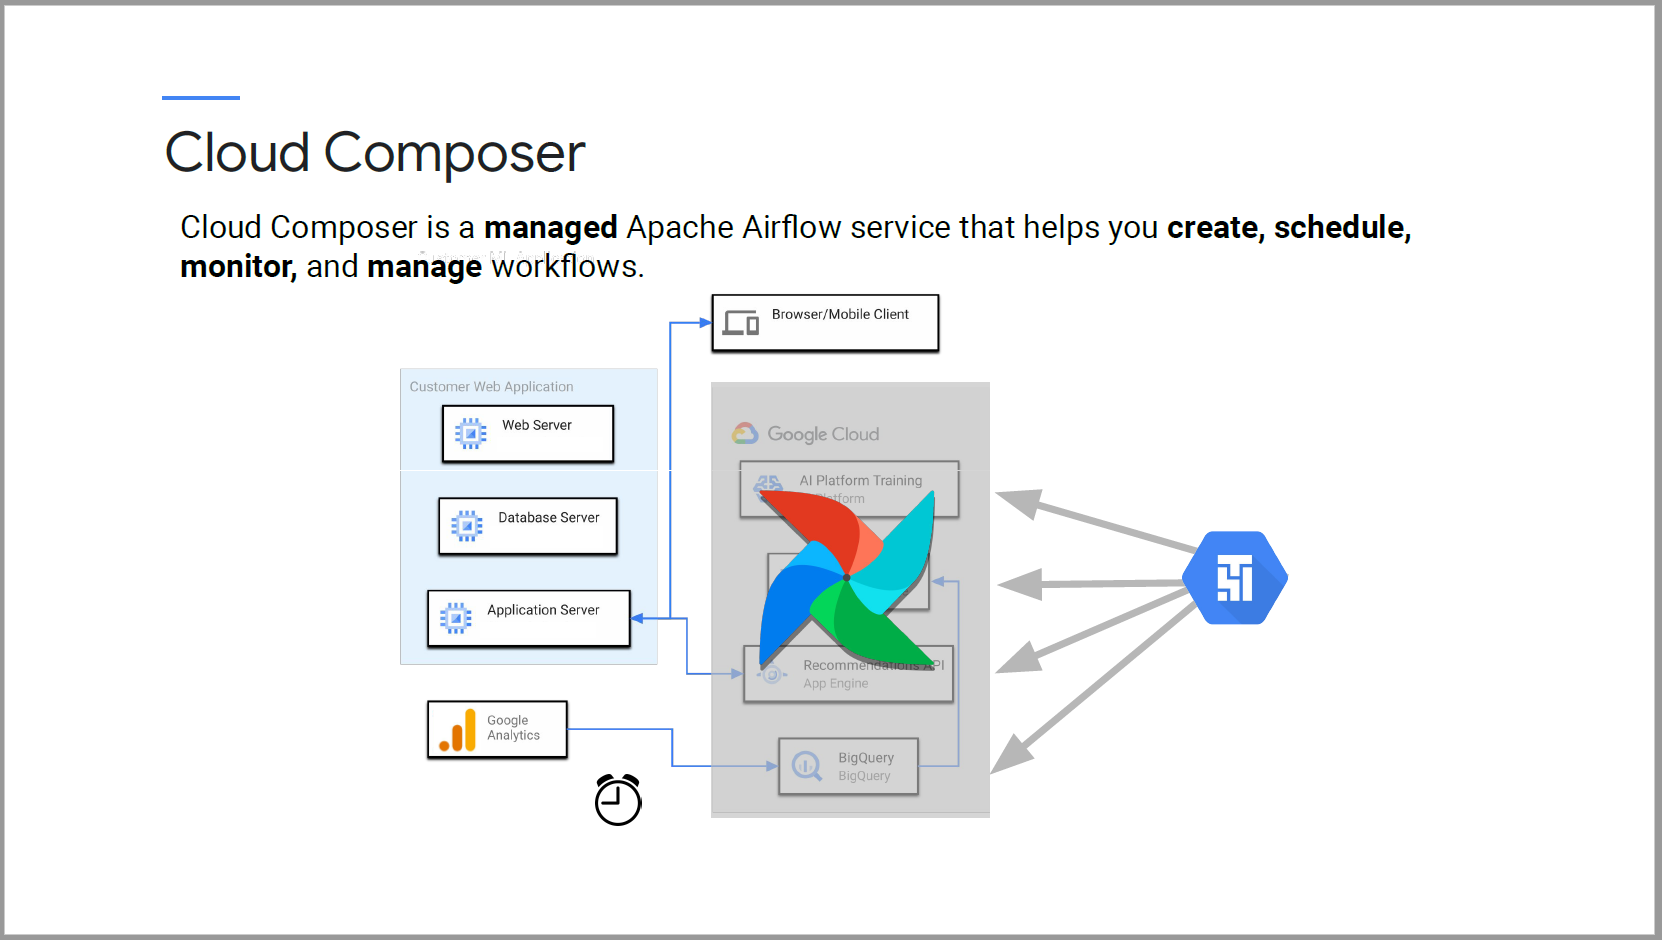 Cloud Composer
Cloud Composer is a managed Apache Airflow service that helps you create, schedule,
monitor, and manage workflows.
Browser/Mobile Client
Customer Web Application
Web Server
Database Server
Application Server
Google
Analytics
Google Cloud
AI Platform Training
Platform
Recommendations API
App Engine
BigQuery
BigQuery